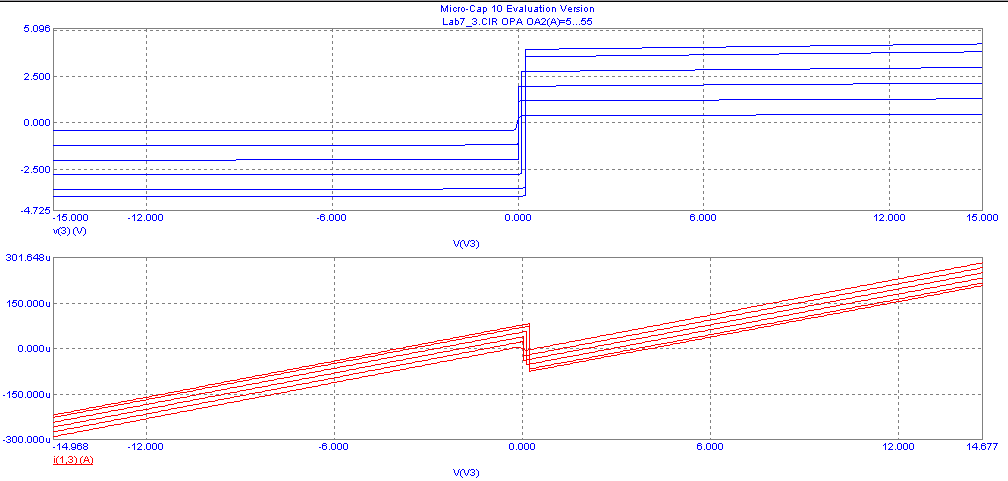 Micro-Cap 10 Evaluation Version
Lab7_3.CIR OPA OA2(A)=5...55
5.096
2.500
0.000
-2.500
-4.725
-15.000 -12.000 -6.000 0.000 6.000 12.000 15.000
v(3) (V)
V(V3)
301.648u
150.000u
0.000u
-150.000u
-300.000u
-14.968 -12.000 -6.000 0.000 6.000 12.000 14.677
i(1,3) (A)
V(V3)